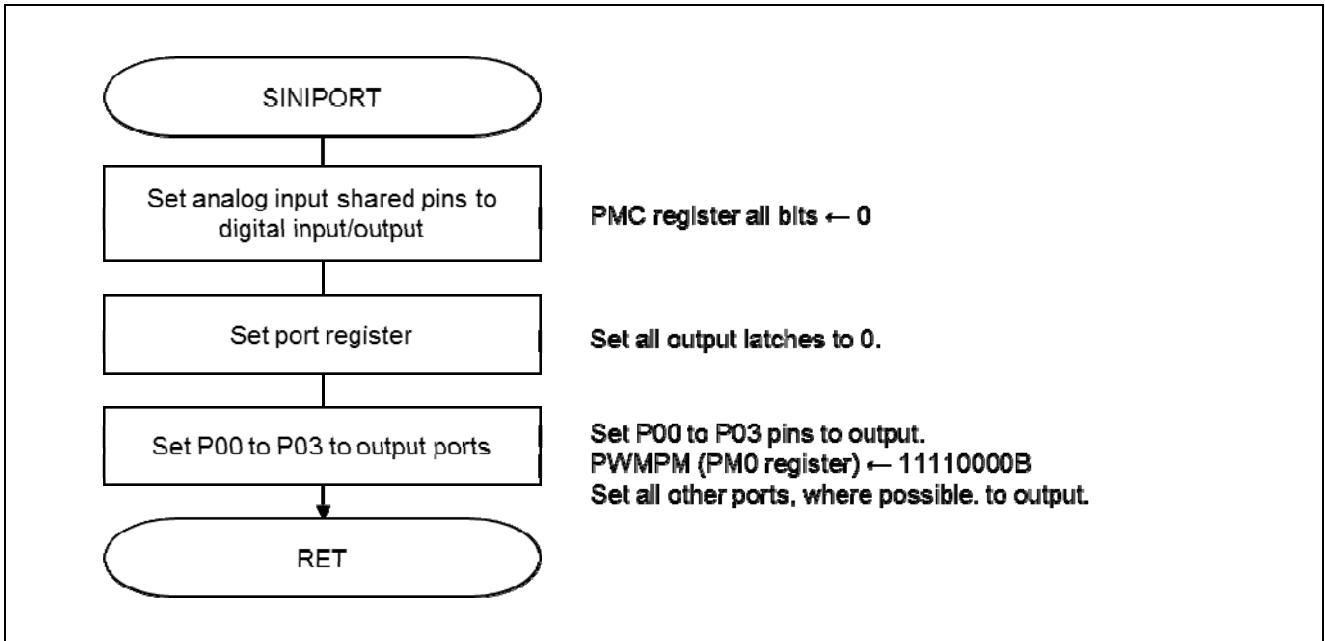 SINIPORT
Set analog input shared pins to
digital input/output
PMC register all bits ← 0
Set port register
Set all output latches to 0.
Set P00 to P03 to output ports
Set P00 to P03 pins to output.
PWMPM (PM0 register) ← 11110000B
Set all other ports, where possible. to output.
RET